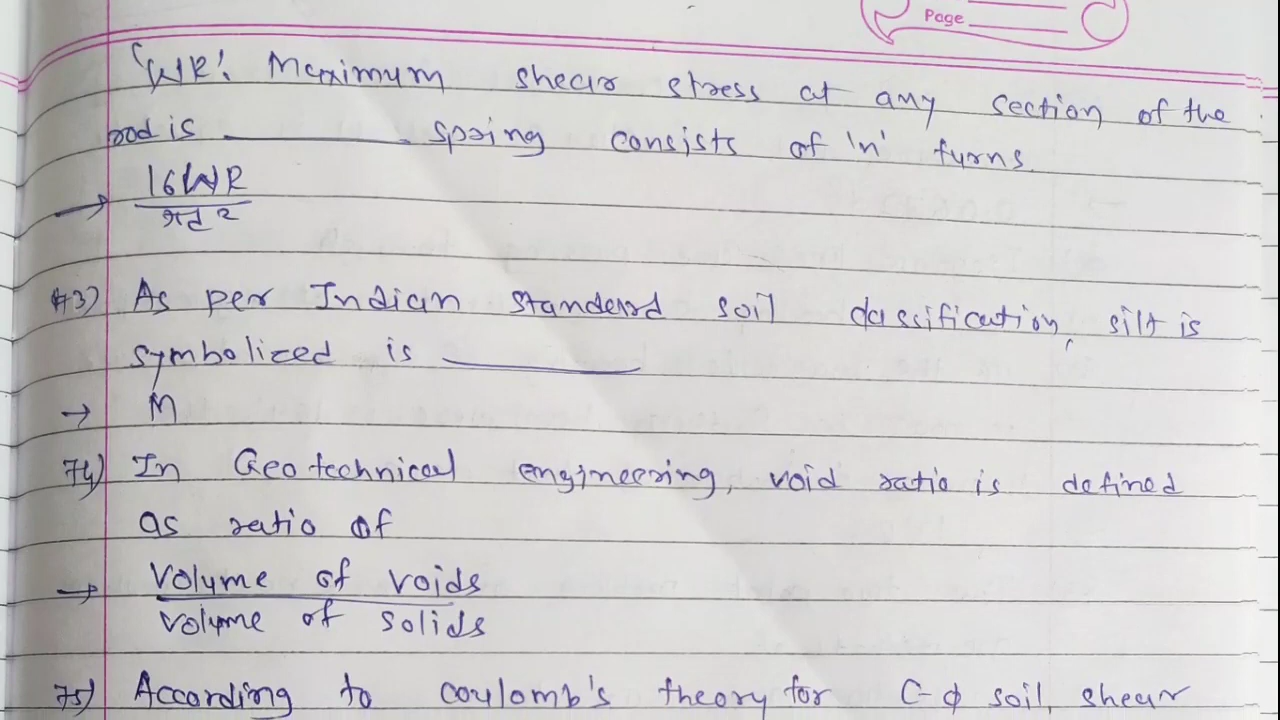 Page
'WR'. Maximum shear stress at any section of the
rod is ________. spring consists of 'n' turns.
→ 16WR
πd²
73) As per Indian standard soil classification, silt is
symbolized is ________
→ M
74) In Geotechnical engineering, void ratio is defined
as ratio of
→ Volume of voids
volume of solids
75) According to coulomb's theory for C-φ soil, shear